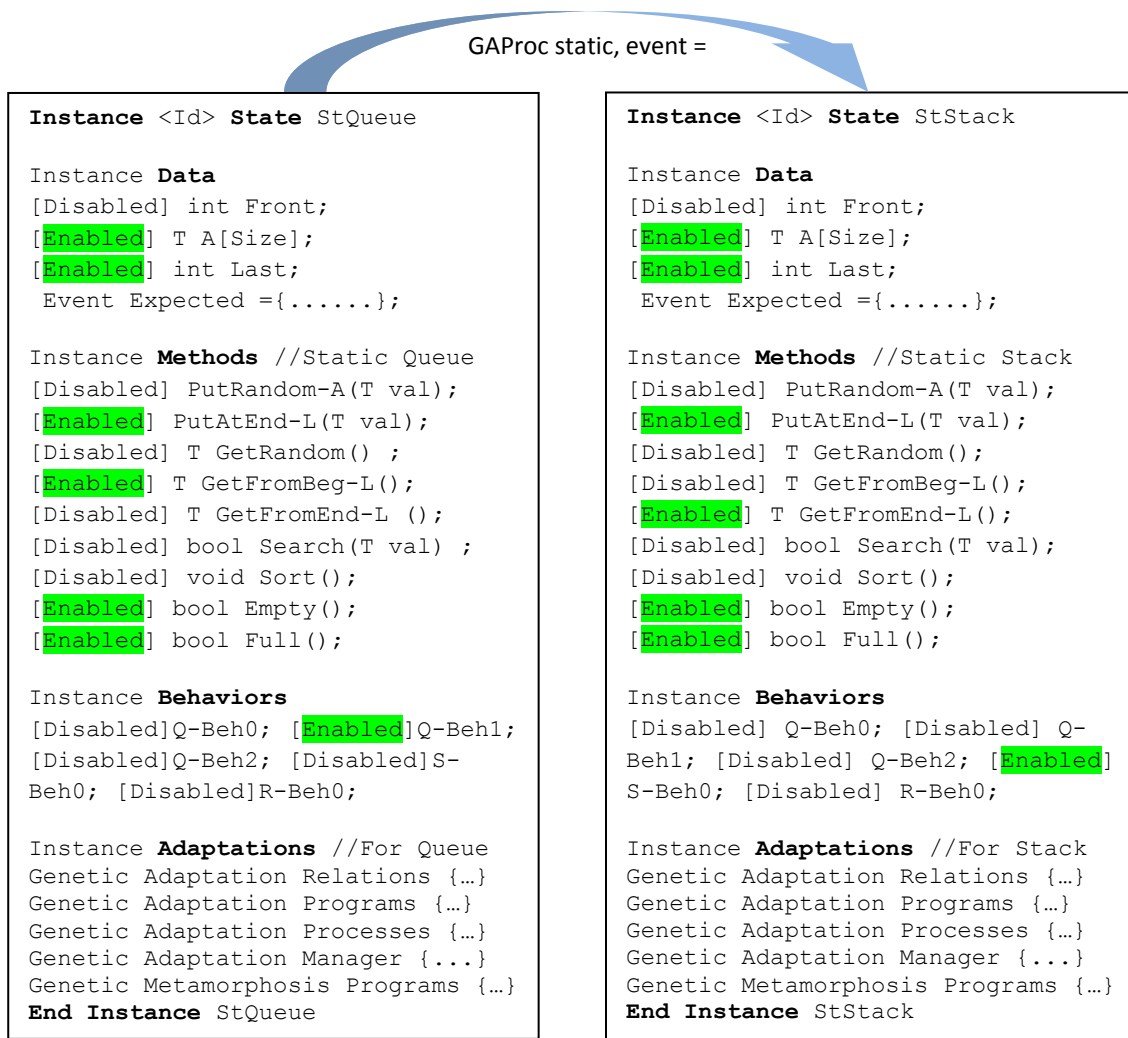 GAProc static, event =
Instance <Id> State StQueue
Instance Data
[Disabled] int Front;
[Enabled] T A[Size];
[Enabled] int Last;
Event Expected ={......};
Instance Methods //Static Queue
[Disabled] PutRandom-A(T val);
[Enabled] PutAtEnd-L(T val);
[Disabled] T GetRandom() ;
[Enabled] T GetFromBeg-L();
[Disabled] T GetFromEnd-L ();
[Disabled] bool Search(T val) ;
[Disabled] void Sort();
[Enabled] bool Empty();
[Enabled] bool Full();
Instance Behaviors
[Disabled]Q-Beh0; [Enabled]Q-Beh1;
[Disabled]Q-Beh2; [Disabled]S-
Beh0; [Disabled]R-Beh0;
Instance Adaptations //For Queue
Genetic Adaptation Relations {…}
Genetic Adaptation Programs {…}
Genetic Adaptation Processes {…}
Genetic Adaptation Manager {...}
Genetic Metamorphosis Programs {…}
End Instance StQueue
Instance <Id> State StStack
Instance Data
[Disabled] int Front;
[Enabled] T A[Size];
[Enabled] int Last;
Event Expected ={......};
Instance Methods //Static Stack
[Disabled] PutRandom-A(T val);
[Enabled] PutAtEnd-L(T val);
[Disabled] T GetRandom();
[Disabled] T GetFromBeg-L();
[Enabled] T GetFromEnd-L();
[Disabled] bool Search(T val);
[Disabled] void Sort();
[Enabled] bool Empty();
[Enabled] bool Full();
Instance Behaviors
[Disabled] Q-Beh0; [Disabled] Q-
Beh1; [Disabled] Q-Beh2; [Enabled]
S-Beh0; [Disabled] R-Beh0;
Instance Adaptations //For Stack
Genetic Adaptation Relations {…}
Genetic Adaptation Programs {…}
Genetic Adaptation Processes {…}
Genetic Adaptation Manager {...}
Genetic Metamorphosis Programs {…}
End Instance StStack